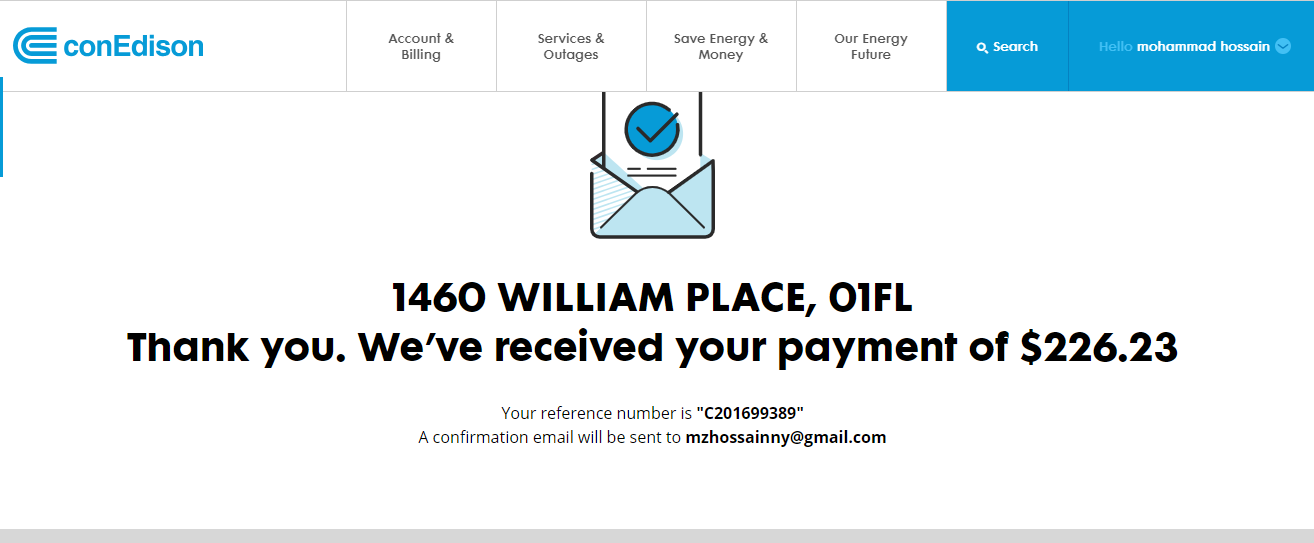 conEdison
Account &
Billing
Services &
Outages
Save Energy &
Money
Our Energy
Future
Search
Hello mohammad hossain
1460 WILLIAM PLACE, 01FL
Thank you. We’ve received your payment of $226.23
Your reference number is "C201699389"
A confirmation email will be sent to mzhossainny@gmail.com